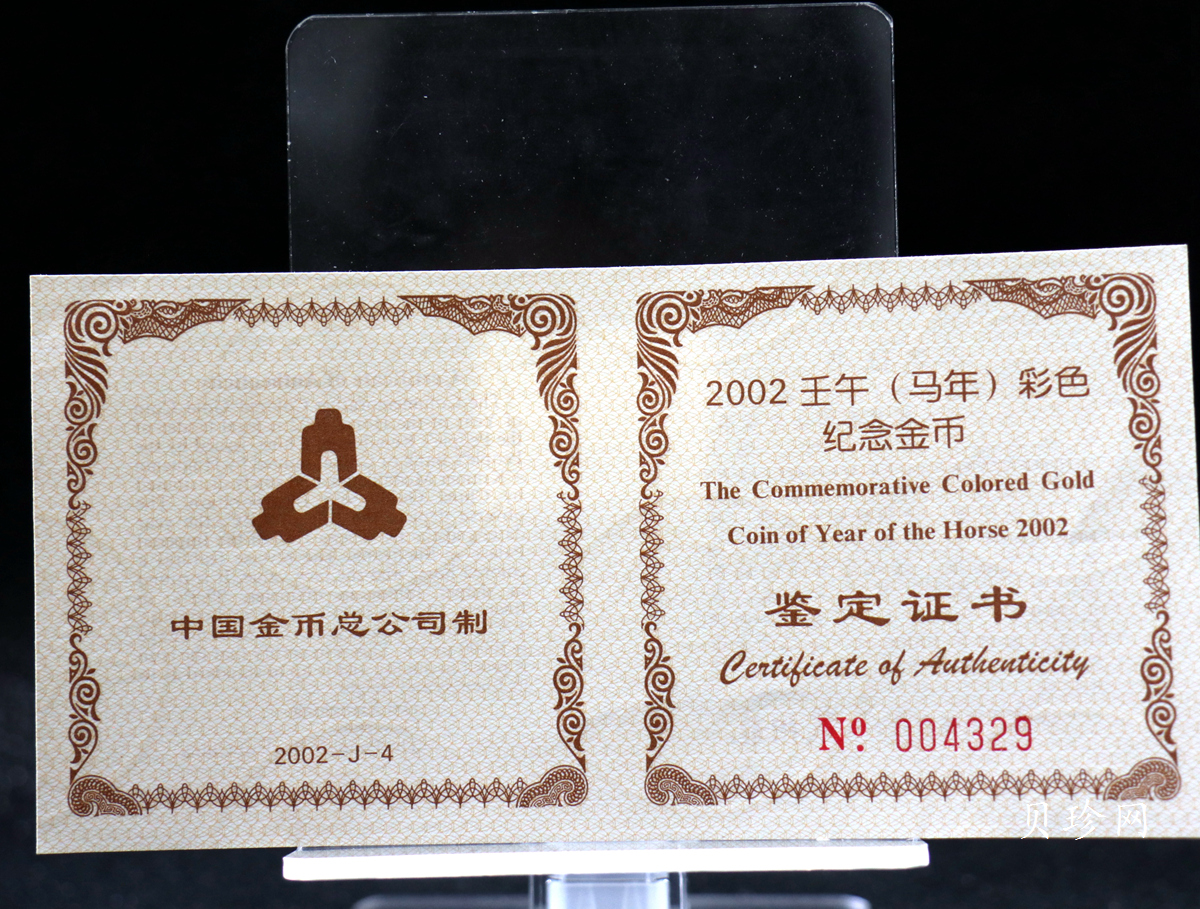 中国金币总公司制
2002-J-4
2002 壬午（马年）彩色
纪念金币
The Commemorative Colored Gold
Coin of Year of the Horse 2002
鉴定证书
Certificate of Authenticity
Nº. 004329
贝珍网